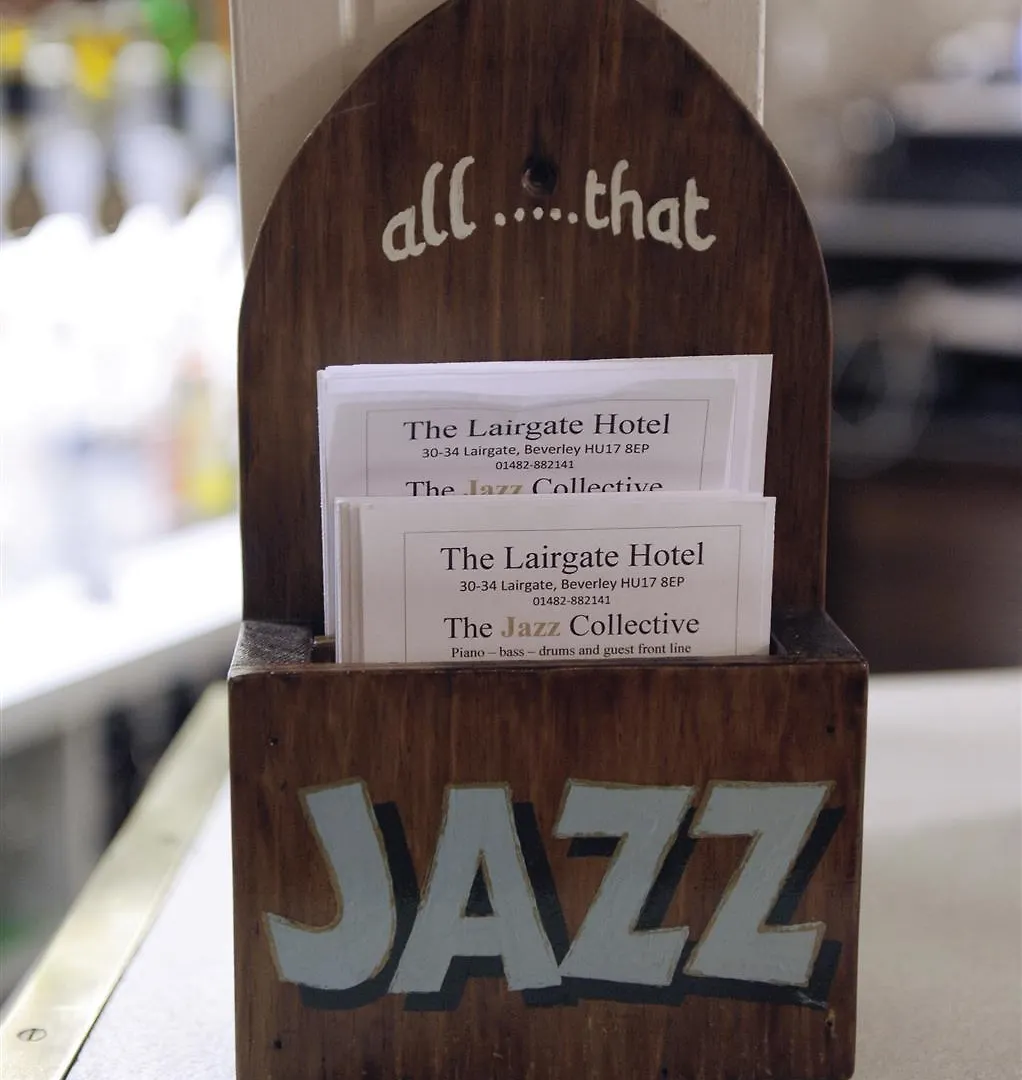 all .....that
The Lairgate Hotel
30-34 Lairgate, Beverley HU17 8EP
01482-882141
The Jazz Collective
The Lairgate Hotel
30-34 Lairgate, Beverley HU17 8EP
01482-882141
The Jazz Collective
Piano – bass – drums and guest front line
JAZZ